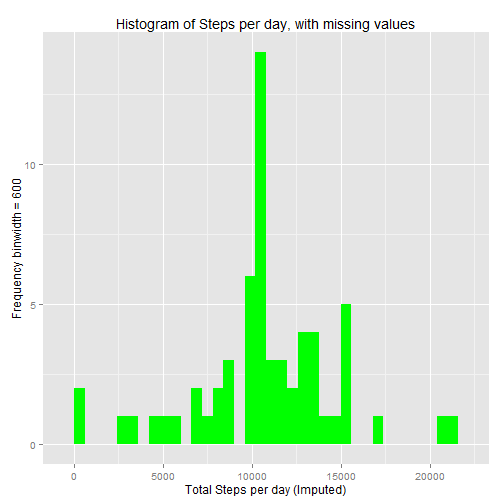 Histogram of Steps per day, with missing values
Frequency binwidth = 600
10
5
0
0 5000 10000 15000 20000
Total Steps per day (Imputed)